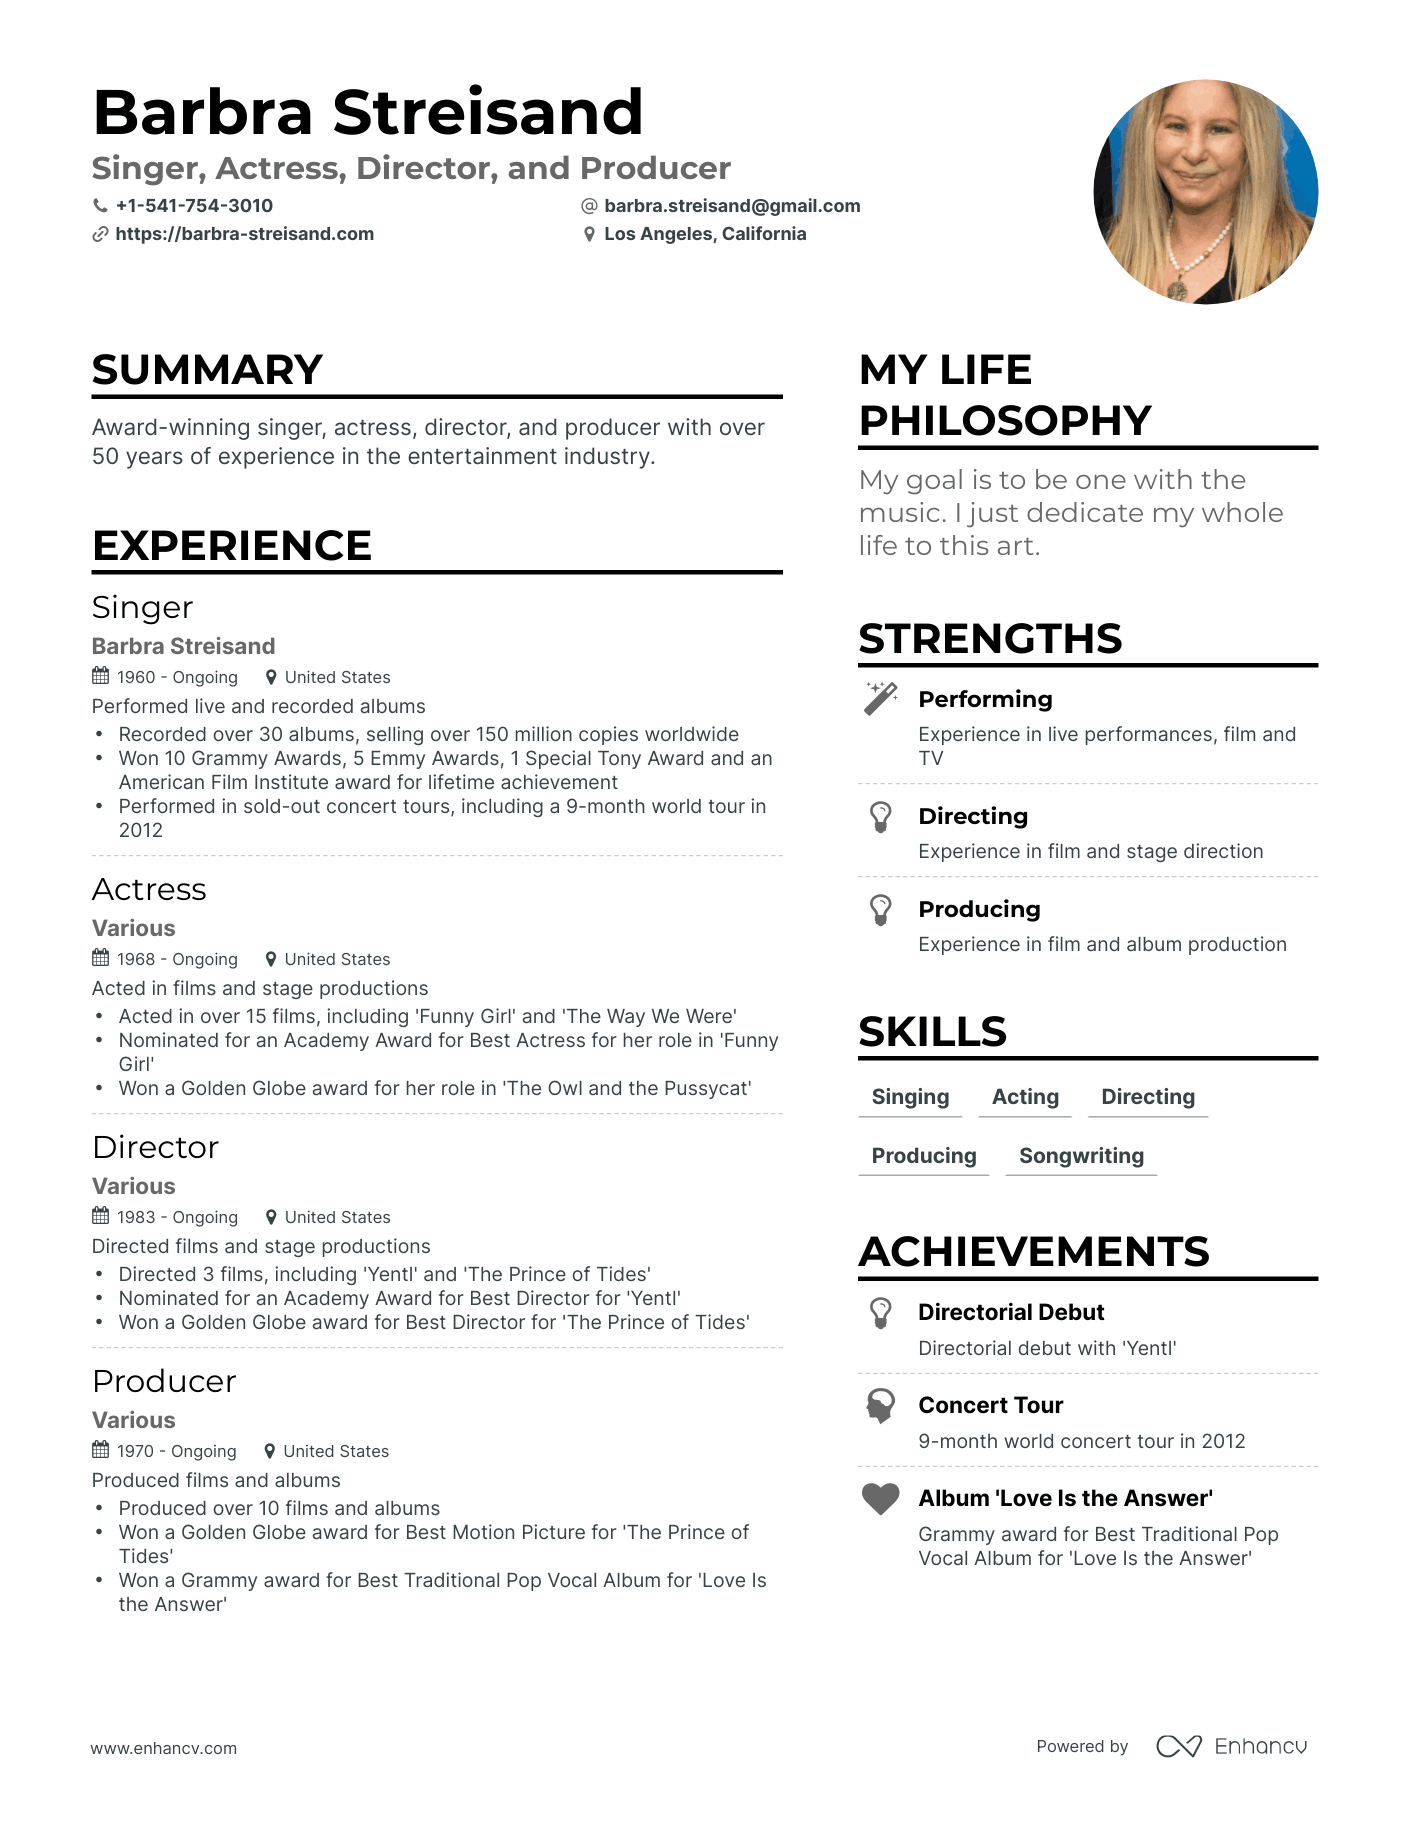 Barbra Streisand
Singer, Actress, Director, and Producer
+1-541-754-3010
barbra.streisand@gmail.com
https://barbra-streisand.com
Los Angeles, California
SUMMARY
Award-winning singer, actress, director, and producer with over
50 years of experience in the entertainment industry.
EXPERIENCE
Singer
Barbra Streisand
1960 - Ongoing
United States
Performed live and recorded albums
• Recorded over 30 albums, selling over 150 million copies worldwide
• Won 10 Grammy Awards, 5 Emmy Awards, 1 Special Tony Award and an
American Film Institute award for lifetime achievement
• Performed in sold-out concert tours, including a 9-month world tour in
2012
Actress
Various
1968 - Ongoing
United States
Acted in films and stage productions
• Acted in over 15 films, including 'Funny Girl' and 'The Way We Were'
• Nominated for an Academy Award for Best Actress for her role in 'Funny
Girl'
• Won a Golden Globe award for her role in 'The Owl and the Pussycat'
Director
Various
1983 - Ongoing
United States
Directed films and stage productions
• Directed 3 films, including 'Yentl' and 'The Prince of Tides'
• Nominated for an Academy Award for Best Director for 'Yentl'
• Won a Golden Globe award for Best Director for 'The Prince of Tides'
Producer
Various
1970 - Ongoing
United States
Produced films and albums
• Produced over 10 films and albums
• Won a Golden Globe award for Best Motion Picture for 'The Prince of
Tides'
• Won a Grammy award for Best Traditional Pop Vocal Album for 'Love Is
the Answer'
MY LIFE
PHILOSOPHY
My goal is to be one with the
music. I just dedicate my whole
life to this art.
STRENGTHS
Performing
Experience in live performances, film and
TV
Directing
Experience in film and stage direction
Producing
Experience in film and album production
SKILLS
Singing
Acting
Directing
Producing
Songwriting
ACHIEVEMENTS
Directorial Debut
Directorial debut with 'Yentl'
Concert Tour
9-month world concert tour in 2012
Album 'Love Is the Answer'
Grammy award for Best Traditional Pop
Vocal Album for 'Love Is the Answer'
www.enhancv.com
Powered by
Enhancv